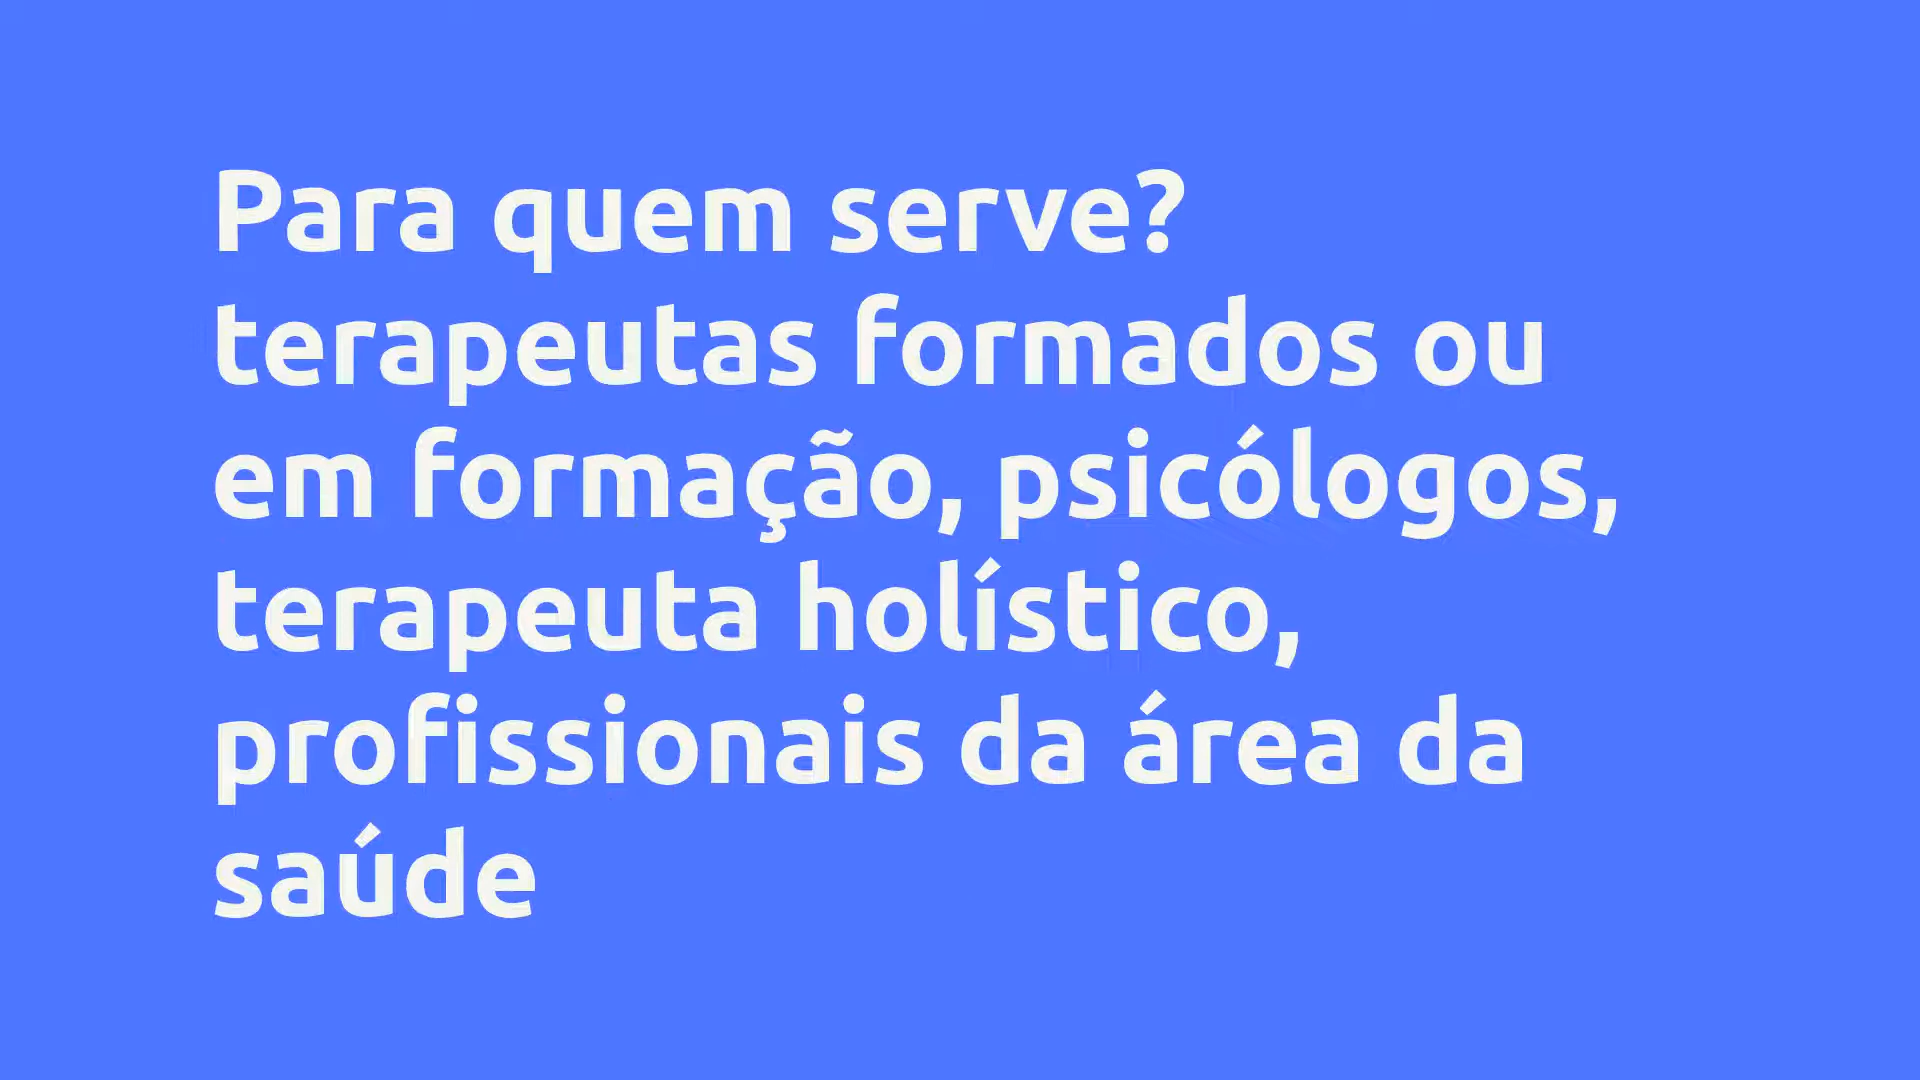 Para quem serve?
terapeutas formados ou
em formação, psicólogos,
terapeuta holístico,
profissionais da área da
saúde